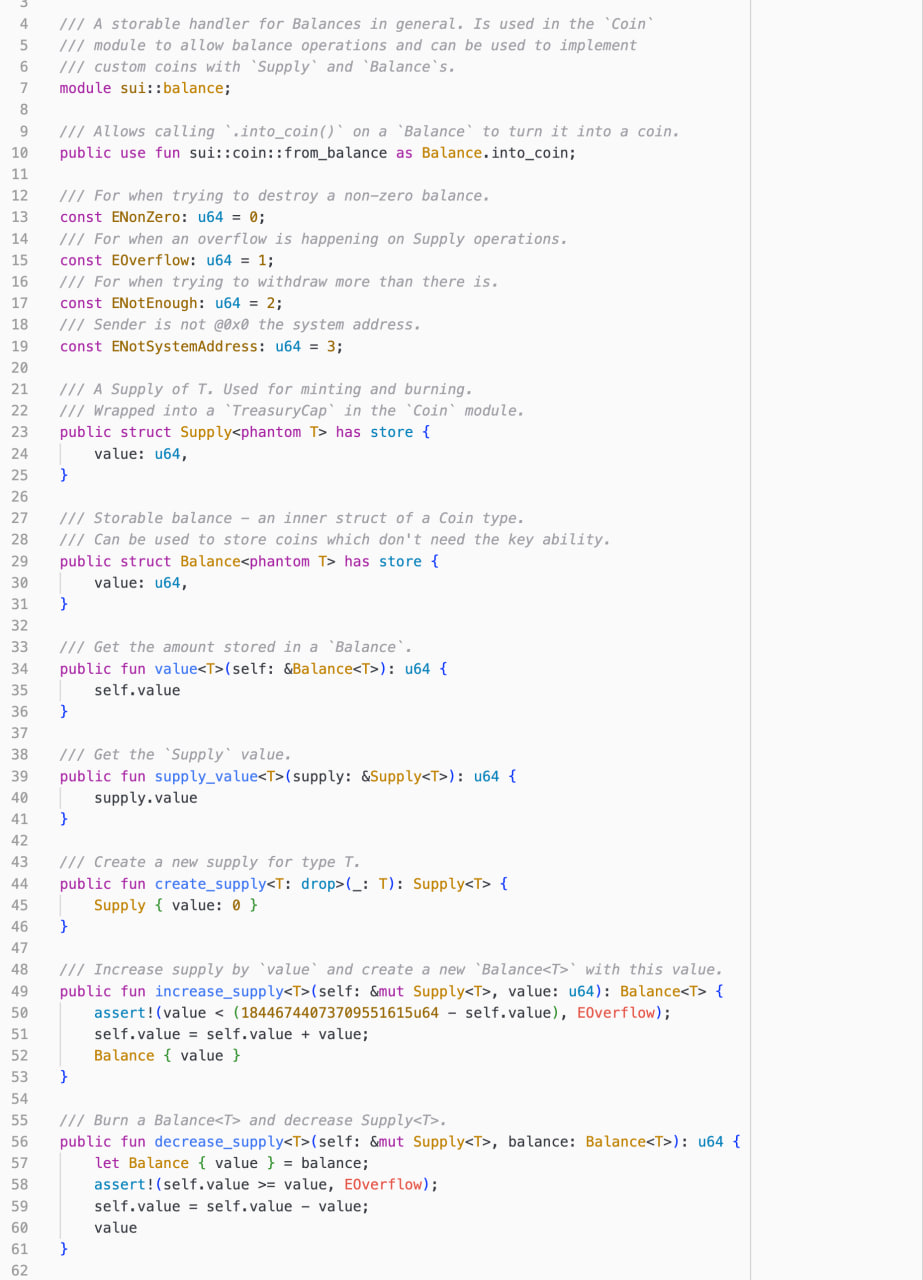 3
4 /// A storable handler for Balances in general. Is used in the `Coin`
5 /// module to allow balance operations and can be used to implement
6 /// custom coins with `Supply` and `Balance`s.
7 module sui::balance;
8
9 /// Allows calling `.into_coin()` on a `Balance` to turn it into a coin.
10 public use fun sui::coin::from_balance as Balance.into_coin;
11
12 /// For when trying to destroy a non-zero balance.
13 const ENonZero: u64 = 0;
14 /// For when an overflow is happening on Supply operations.
15 const EOverflow: u64 = 1;
16 /// For when trying to withdraw more than there is.
17 const ENotEnough: u64 = 2;
18 /// Sender is not @0x0 the system address.
19 const ENotSystemAddress: u64 = 3;
20
21 /// A Supply of T. Used for minting and burning.
22 /// Wrapped into a `TreasuryCap` in the `Coin` module.
23 public struct Supply<phantom T> has store {
24     value: u64,
25 }
26
27 /// Storable balance - an inner struct of a Coin type.
28 /// Can be used to store coins which don't need the key ability.
29 public struct Balance<phantom T> has store {
30     value: u64,
31 }
32
33 /// Get the amount stored in a `Balance`.
34 public fun value<T>(self: &Balance<T>): u64 {
35     self.value
36 }
37
38 /// Get the `Supply` value.
39 public fun supply_value<T>(supply: &Supply<T>): u64 {
40     supply.value
41 }
42
43 /// Create a new supply for type T.
44 public fun create_supply<T: drop>(_: T): Supply<T> {
45     Supply { value: 0 }
46 }
47
48 /// Increase supply by `value` and create a new `Balance<T>` with this value.
49 public fun increase_supply<T>(self: &mut Supply<T>, value: u64): Balance<T> {
50     assert!(value < (18446744073709551615u64 - self.value), EOverflow);
51     self.value = self.value + value;
52     Balance { value }
53 }
54
55 /// Burn a Balance<T> and decrease Supply<T>.
56 public fun decrease_supply<T>(self: &mut Supply<T>, balance: Balance<T>): u64 {
57     let Balance { value } = balance;
58     assert!(self.value >= value, EOverflow);
59     self.value = self.value - value;
60     value
61 }
62